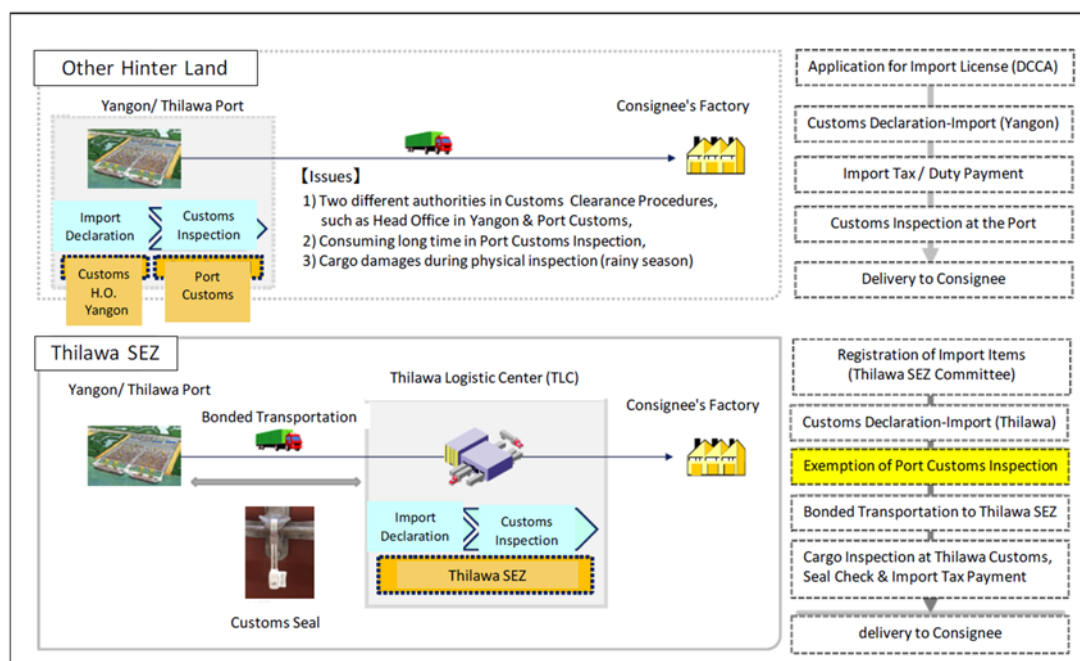 Other Hinter Land
Yangon/ Thilawa Port
Consignee's Factory
Import
Declaration
Customs
Inspection
Customs
H.O.
Yangon
Port
Customs
【Issues】
1) Two different authorities in Customs Clearance Procedures,
such as Head Office in Yangon & Port Customs,
2) Consuming long time in Port Customs Inspection,
3) Cargo damages during physical inspection (rainy season)
Application for Import License (DCCA)
Customs Declaration-Import (Yangon)
Import Tax / Duty Payment
Customs Inspection at the Port
Delivery to Consignee
Thilawa SEZ
Yangon/ Thilawa Port
Bonded Transportation
Thilawa Logistic Center (TLC)
Consignee's Factory
Import
Declaration
Customs
Inspection
Thilawa SEZ
Customs Seal
Registration of Import Items
(Thilawa SEZ Committee)
Customs Declaration-Import (Thilawa)
Exemption of Port Customs Inspection
Bonded Transportation to Thilawa SEZ
Cargo Inspection at Thilawa Customs,
Seal Check & Import Tax Payment
delivery to Consignee